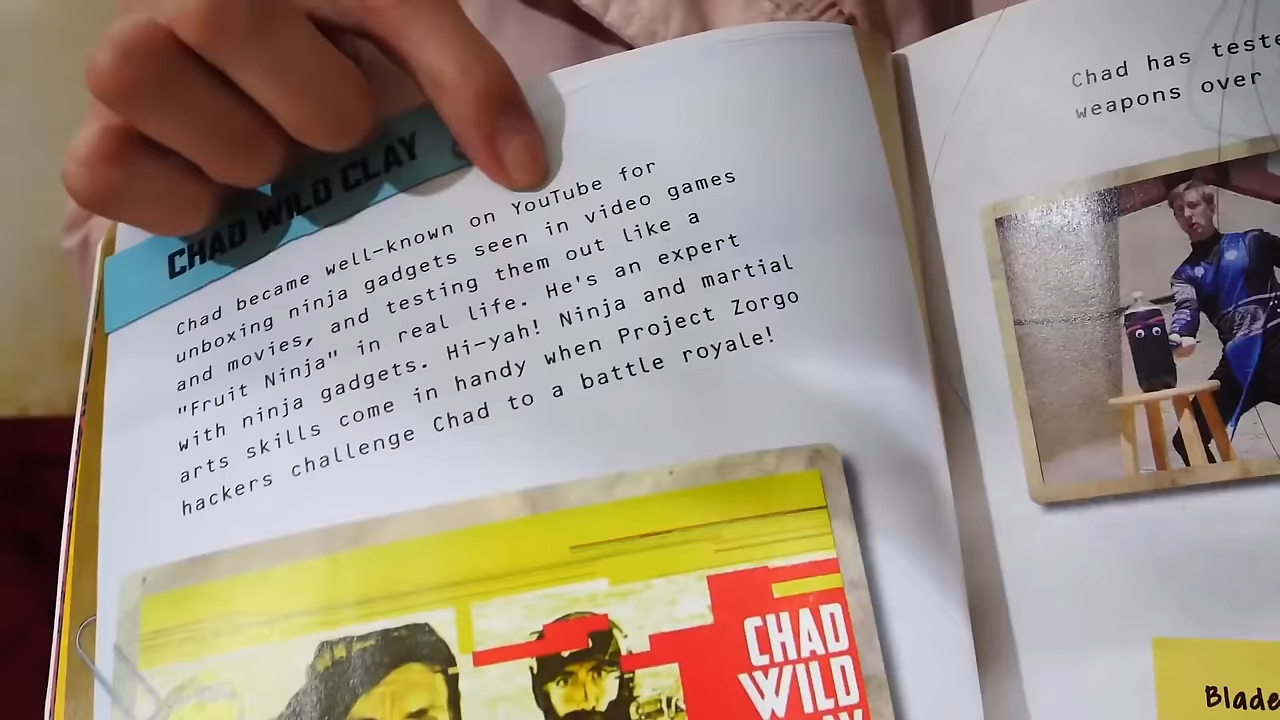 CHAD WILD CLAY
Chad became well-known on YouTube for
unboxing ninja gadgets seen in video games
and movies, and testing them out like a
"Fruit Ninja" in real life. He's an expert
with ninja gadgets. Hi-yah! Ninja and martial
arts skills come in handy when Project Zorgo
hackers challenge Chad to a battle royale!
CHAD
WILD
Chad has teste
weapons over
Blade